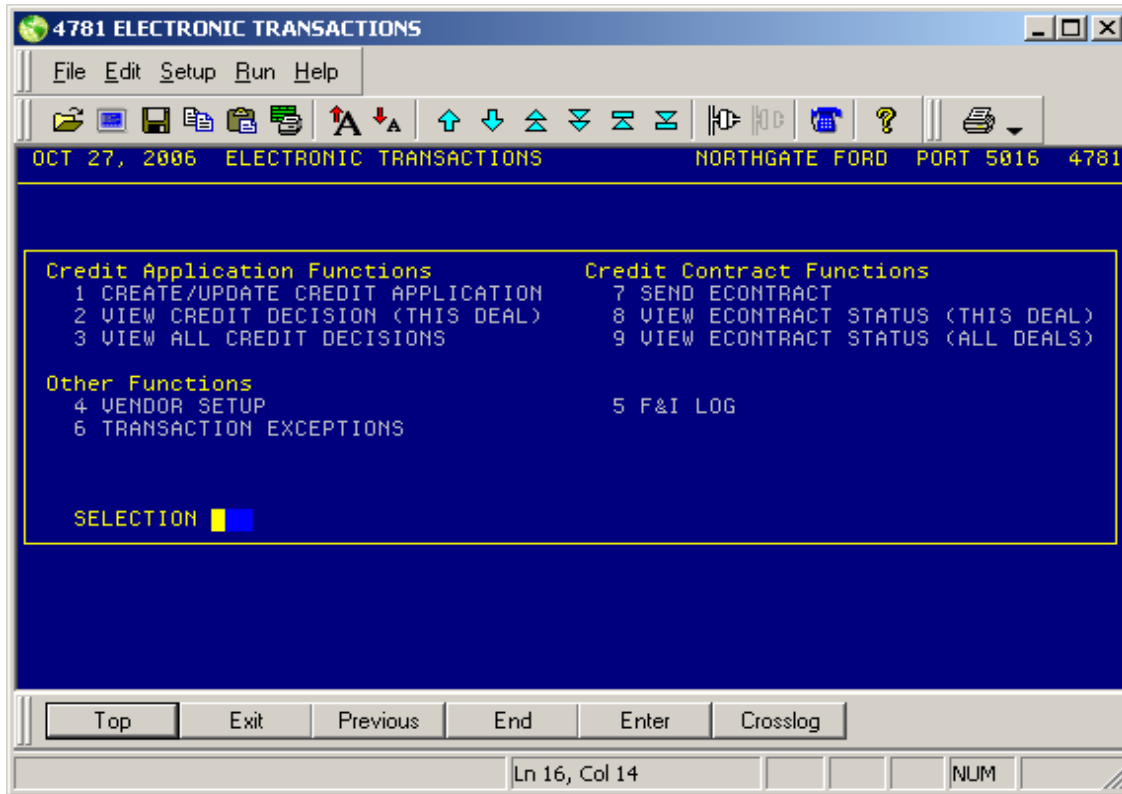 4781 ELECTRONIC TRANSACTIONS
File Edit Setup Run Help
OCT 27, 2006 ELECTRONIC TRANSACTIONS NORTHGATE FORD PORT 5016 4781
Credit Application Functions Credit Contract Functions
1 CREATE/UPDATE CREDIT APPLICATION 7 SEND ECONTRACT
2 VIEW CREDIT DECISION (THIS DEAL) 8 VIEW ECONTRACT STATUS (THIS DEAL)
3 VIEW ALL CREDIT DECISIONS 9 VIEW ECONTRACT STATUS (ALL DEALS)
Other Functions
4 VENDOR SETUP 5 F&I LOG
6 TRANSACTION EXCEPTIONS
SELECTION
Top Exit Previous End Enter Crosslog
Ln 16, Col 14 NUM